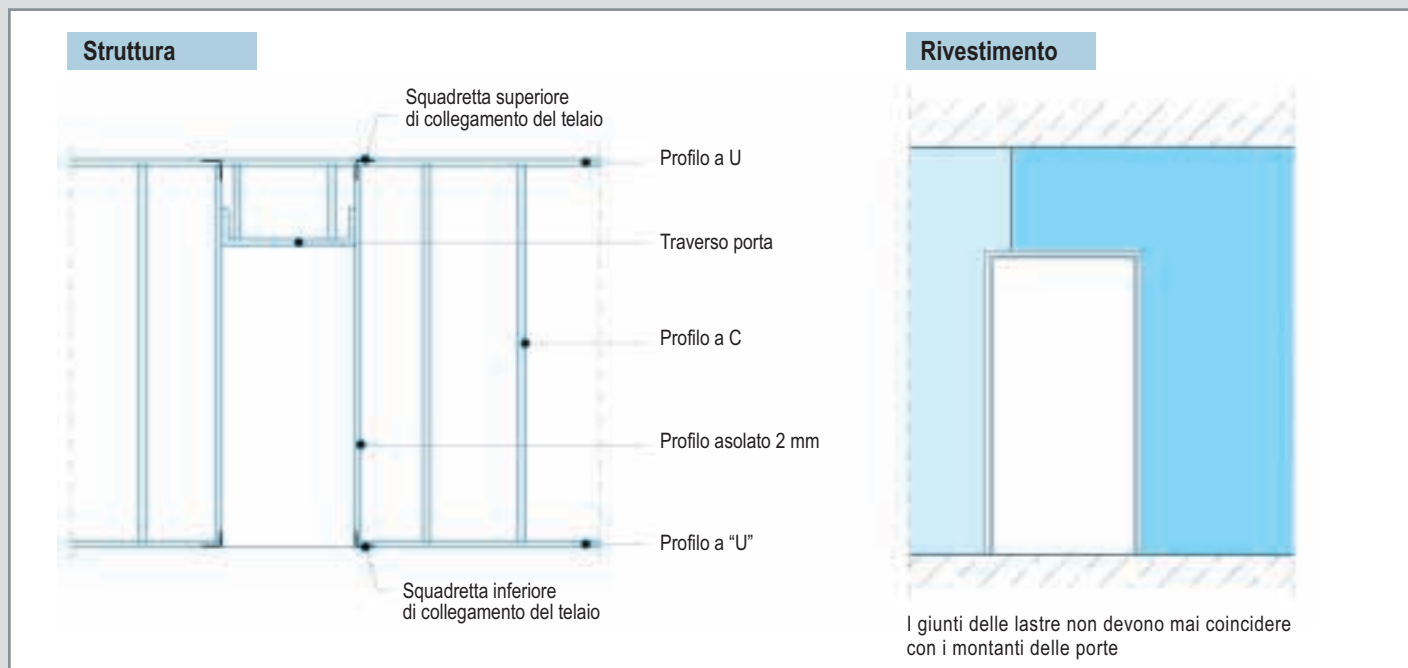 Struttura
Squadretta superiore
di collegamento del telaio
Profilo a U
Traverso porta
Profilo a C
Profilo asolato 2 mm
Profilo a “U”
Squadretta inferiore
di collegamento del telaio
Rivestimento
I giunti delle lastre non devono mai coincidere
con i montanti delle porte